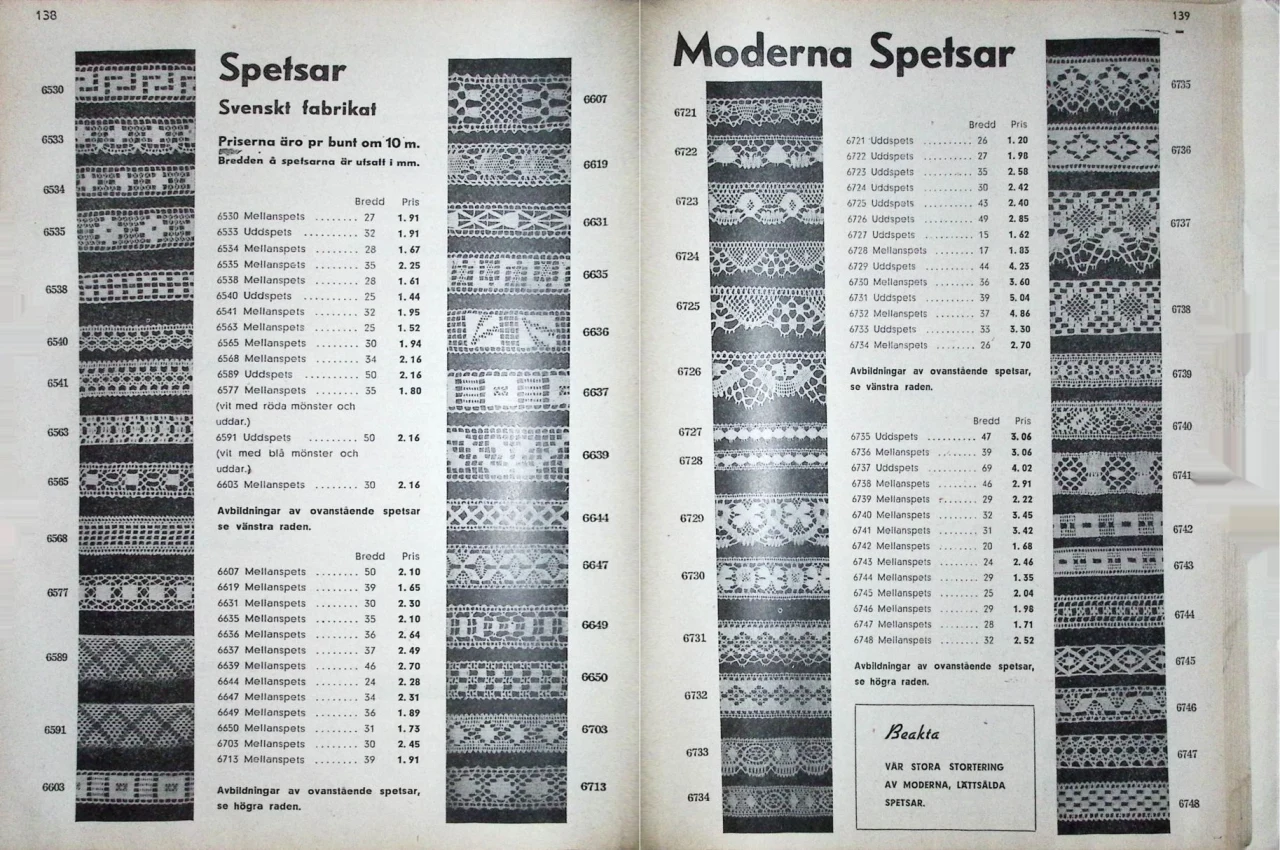 138
6530
6533
6534
6535
6538
6540
6541
6563
6565
6568
6577
6589
6591
6603
Spetsar
Svenskt fabrikat
Priserna äro pr bunt om 10 m.
Bredden å spetsarna är utsatt i mm.
Bredd Pris
6530 Mellanspets ........ 27 1.91
6533 Uddspets .......... 32 1.91
6534 Mellanspets ........ 28 1.67
6535 Mellanspets ........ 35 2.25
6538 Mellanspets ........ 28 1.61
6540 Uddspets .......... 25 1.44
6541 Mellanspets ........ 32 1.95
6563 Mellanspets ........ 25 1.52
6565 Mellanspets ........ 30 1.94
6568 Mellanspets ........ 34 2.16
6589 Uddspets .......... 50 2.16
6577 Mellanspets ........ 35 1.80
(vit med röda mönster och
uddar.)
6591 Uddspets ......... 50 2.16
(vit med blå mönster och
uddar.)
6603 Mellanspets ........ 30 2.16
Avbildningar av ovanstående spetsar
se vänstra raden.
Bredd Pris
6607 Mellanspets ........ 50 2.10
6619 Mellanspets ........ 39 1.65
6631 Mellanspets ........ 30 2.30
6635 Mellanspets ........ 35 2.10
6636 Mellanspets ........ 36 2.64
6637 Mellanspets ........ 37 2.49
6639 Mellanspets ........ 46 2.70
6644 Mellanspets ........ 24 2.28
6647 Mellanspets ........ 34 2.31
6649 Mellanspets ........ 36 1.89
6650 Mellanspets ........ 31 1.73
6703 Mellanspets ........ 30 2.45
6713 Mellanspets ........ 39 1.91
Avbildningar av ovanstående spetsar,
se högra raden.
6607
6619
6631
6635
6636
6637
6639
6644
6647
6649
6650
6703
6713
139
Moderna Spetsar
6721
6722
6723
6724
6725
6726
6727
6728
6729
6730
6731
6732
6733
6734
Bredd Pris
6721 Uddspets .......... 26 1.20
6722 Uddspets .......... 27 1.98
6723 Uddspets .......... 35 2.58
6724 Uddspets .......... 30 2.42
6725 Uddspets .......... 43 2.40
6726 Uddspets .......... 49 2.85
6727 Uddspets .......... 15 1.62
6728 Mellanspets ........ 17 1.83
6729 Uddspets .......... 44 4.23
6730 Mellanspets ........ 36 3.60
6731 Uddspets .......... 39 5.04
6732 Mellanspets ........ 37 4.86
6733 Uddspets .......... 33 3.30
6734 Mellanspets ........ 26 2.70
Avbildningar av ovanstående spetsar,
se vänstra raden.
Bredd Pris
6735 Uddspets .......... 47 3.06
6736 Mellanspets ........ 39 3.06
6737 Uddspets .......... 69 4.02
6738 Mellanspets ........ 46 2.91
6739 Mellanspets ........ 29 2.22
6740 Mellanspets ........ 32 3.45
6741 Mellanspets ........ 31 3.42
6742 Mellanspets ........ 20 1.68
6743 Mellanspets ........ 24 2.46
6744 Mellanspets ........ 29 1.35
6745 Mellanspets ........ 25 2.04
6746 Mellanspets ........ 29 1.98
6747 Mellanspets ........ 28 1.71
6748 Mellanspets ........ 32 2.52
Avbildningar av ovanstående spetsar,
se högra raden.
Beakta
VÅR STORA STORTERING
AV MODERNA, LÄTTSÅLDA
SPETSAR.
6735
6736
6737
6738
6739
6740
6741
6742
6743
6744
6745
6746
6747
6748